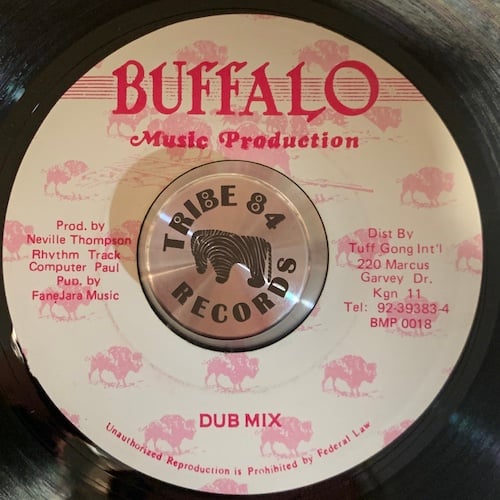 BUFFALO
Music Production
TRIBE 84
RECORDS
Prod. by
Neville Thompson
Rhythm Track
Computer Paul
Pub. by
FaneJara Music
Dist By
Tuff Gong Int'l
220 Marcus
Garvey Dr.
Kgn 11
Tel: 92-39383-4
BMP 0018
DUB MIX
Unauthorized Reproduction is Prohibited by Federal Law